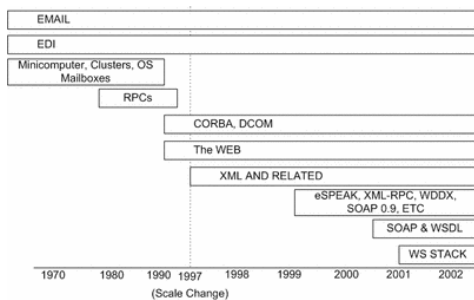 EMAIL
EDI
Minicomputer, Clusters, OS
Mailboxes
RPCs
CORBA, DCOM
The WEB
XML AND RELATED
eSPEAK, XML-RPC, WDDX,
SOAP 0.9, ETC
SOAP & WSDL
WS STACK
1970 1980 1990 1997 1998 1999 2000 2001 2002
(Scale Change)